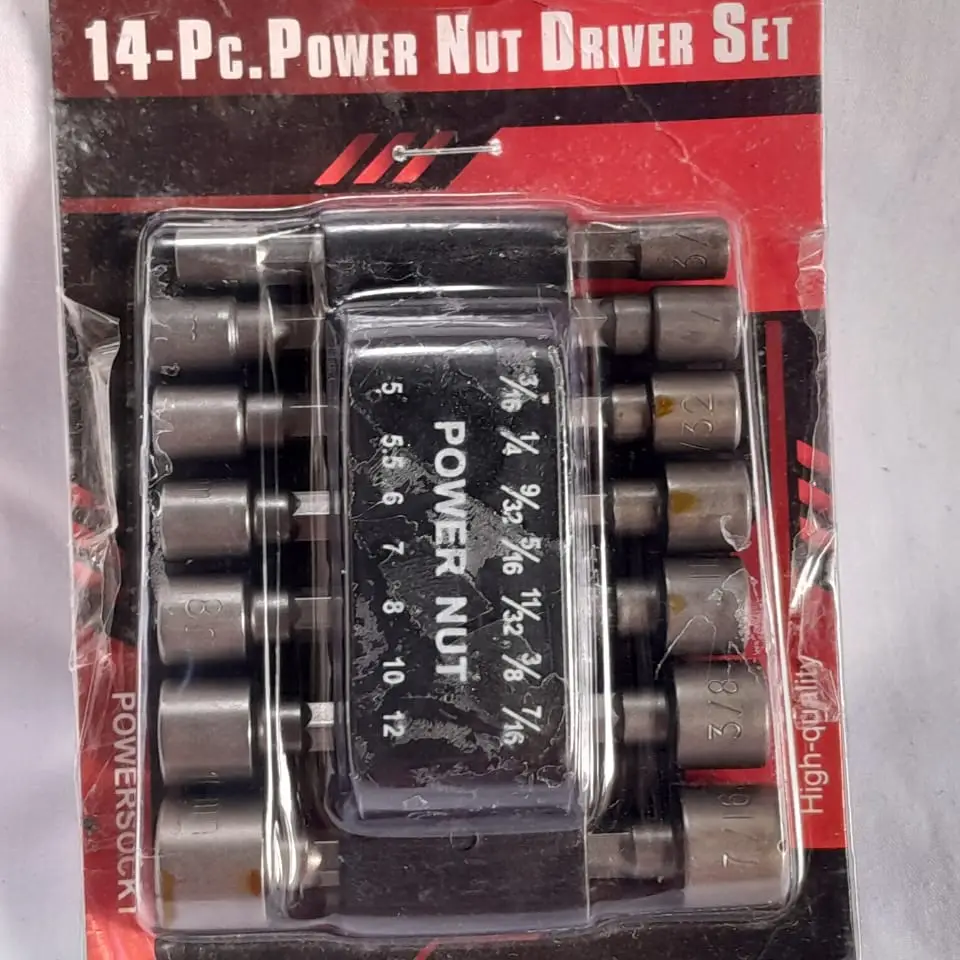 14-Pc. Power Nut Driver Set
3/16 1/4 9/32 5/16 11/32 3/8 7/16
POWER NUT
5 5.5 6 7 8 10 12
/32
3/8
7/16
8
High-quality
POWERSOCKT